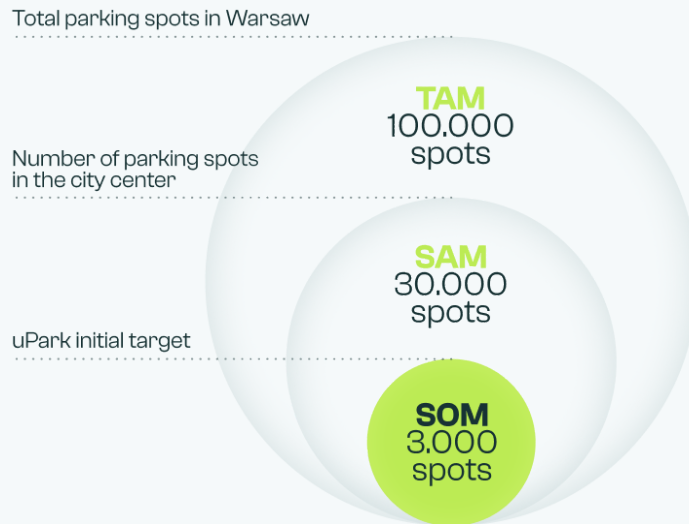 Total parking spots in Warsaw
TAM
100.000
spots
Number of parking spots
in the city center
SAM
30.000
spots
uPark initial target
SOM
3.000
spots